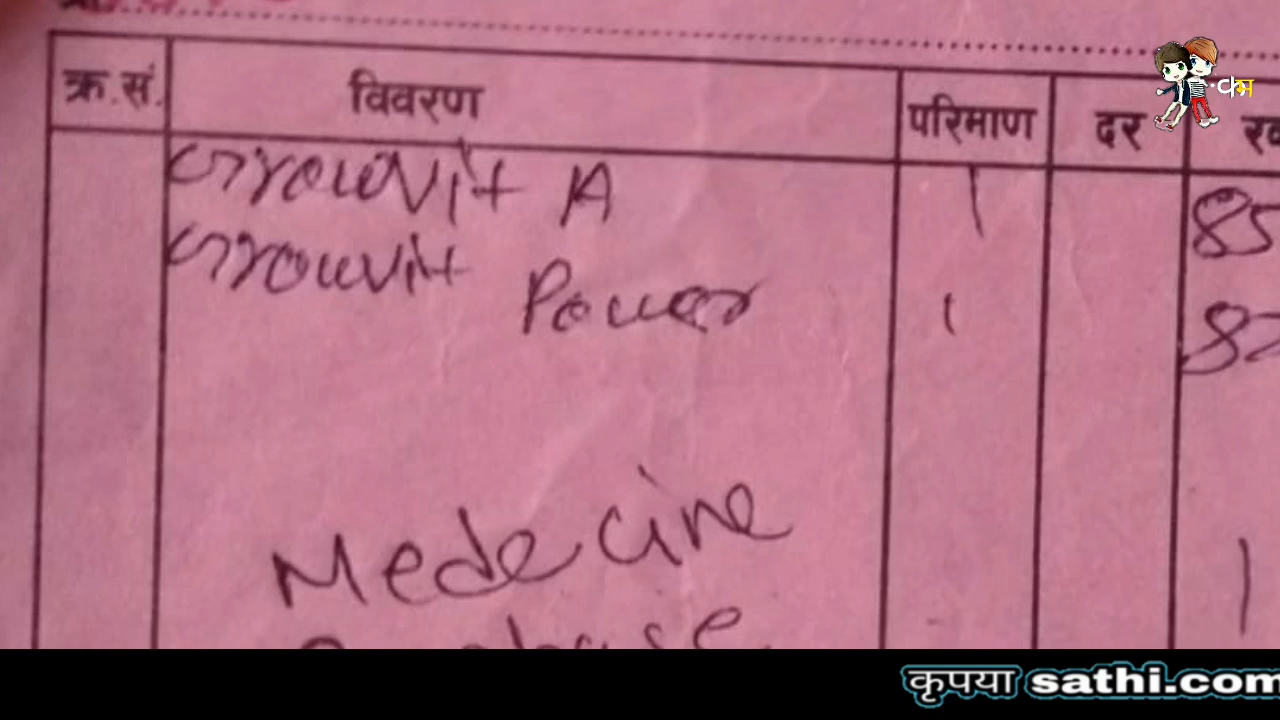 क्र.सं. विवरण परिमाण दर
Growvit A 1 85
Growvit
Power 1
Medecine 1
कृपया sathi.com